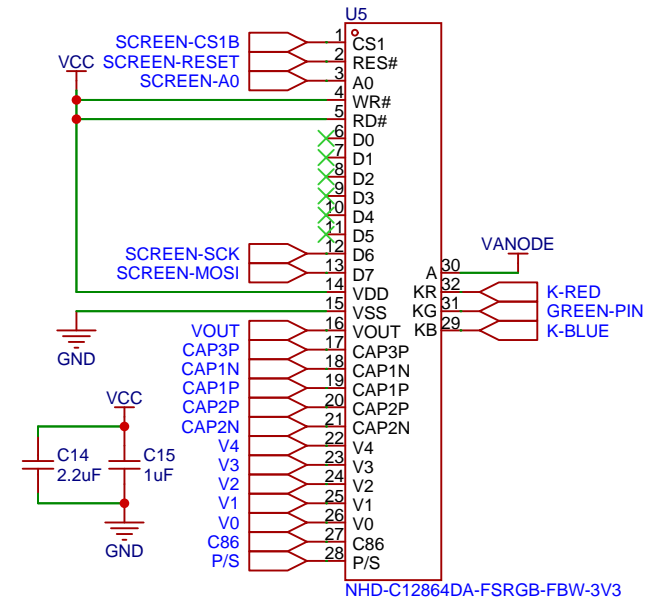 U5
SCREEN-CS1B 1 CS1
VCC SCREEN-RESET 2 RES#
SCREEN-A0 3 A0
4 WR#
5 RD#
6 D0
7 D1
8 D2
9 D3
10 D4
11 D5
SCREEN-SCK 12 D6
SCREEN-MOSI 13 D7
14 VDD
15 VSS
VOUT 16 VOUT
CAP3P 17 CAP3P
CAP1N 18 CAP1N
CAP1P 19 CAP1P
CAP2P 20 CAP2P
CAP2N 21 CAP2N
V4 22 V4
V3 23 V3
V2 24 V2
V1 25 V1
V0 26 V0
C86 27 C86
P/S 28 P/S
VANODE
A 30
KR 32 K-RED
KG 31 GREEN-PIN
KB 29 K-BLUE
GND
VCC
C14
2.2uF
C15
1uF
GND
NHD-C12864DA-FSRGB-FBW-3V3